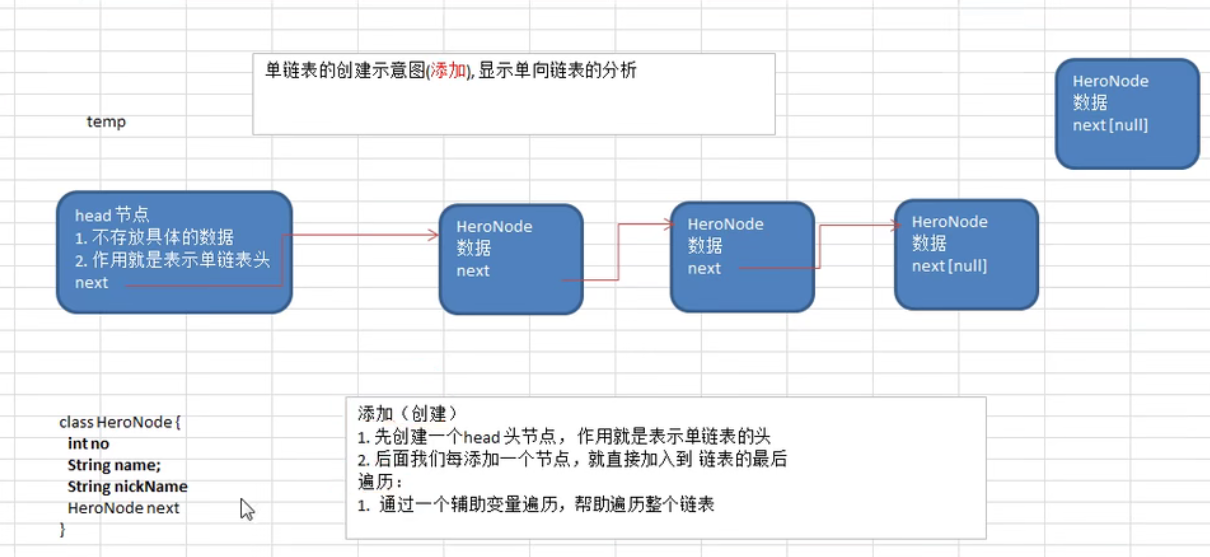 单链表的创建示意图(添加), 显示单向链表的分析
HeroNode
数据
next [null]
temp
head 节点
1. 不存放具体的数据
2. 作用就是表示单链表头
next
HeroNode
数据
next
HeroNode
数据
next
HeroNode
数据
next [null]
class HeroNode {
int no
String name;
String nickName
HeroNode next
}
添加（创建）
1. 先创建一个head 头节点， 作用就是表示单链表的头
2. 后面我们每添加一个节点，就直接加入到 链表的最后
遍历：
1. 通过一个辅助变量遍历，帮助遍历整个链表